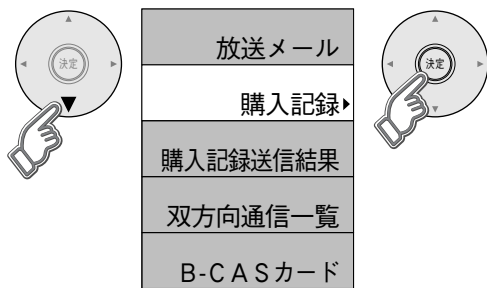 決定
放送メール
購入記録
購入記録送信結果
双方向通信一覧
B-CASカード
決定